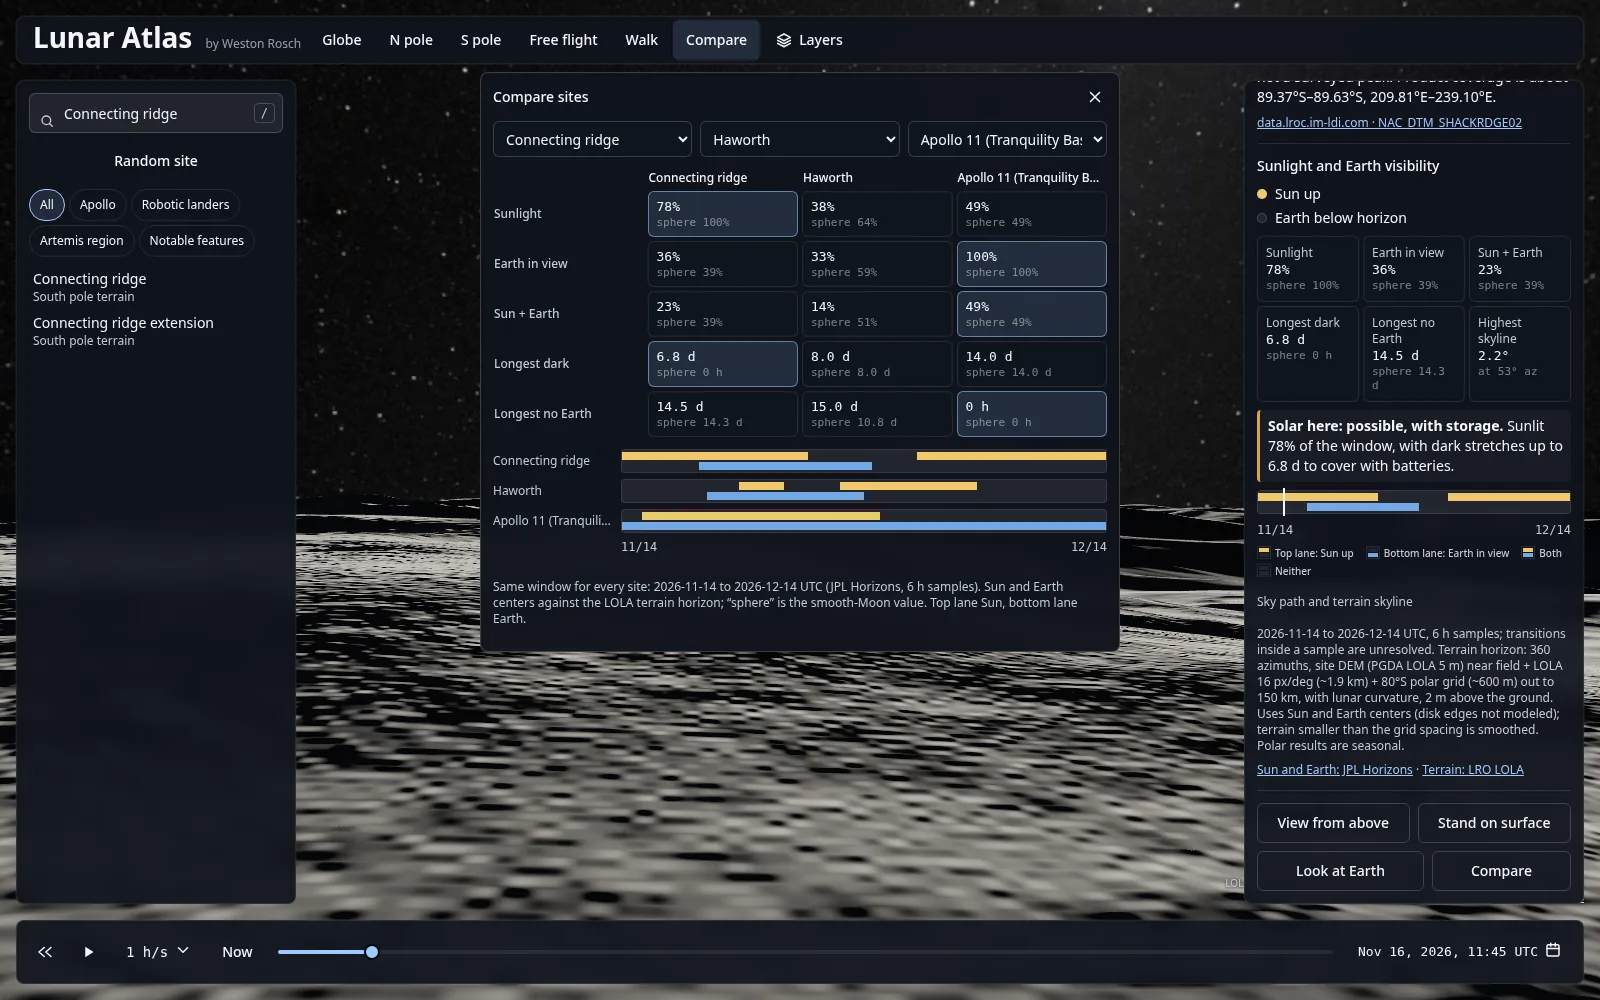 Lunar Atlas by Weston Rosch Globe N pole S pole Free flight Walk Compare Layers
Connecting ridge /
Random site
All Apollo Robotic landers
Artemis region Notable features
Connecting ridge
South pole terrain
Connecting ridge extension
South pole terrain
Compare sites
Connecting ridge Haworth Apollo 11 (Tranquility Bas
Connecting ridge Haworth Apollo 11 (Tranquility B...
Sunlight 78% 38% 49%
sphere 100% sphere 64% sphere 49%
Earth in view 36% 33% 100%
sphere 39% sphere 59% sphere 100%
Sun + Earth 23% 14% 49%
sphere 39% sphere 51% sphere 49%
Longest dark 6.8 d 8.0 d 14.0 d
sphere 0 h sphere 8.0 d sphere 14.0 d
Longest no Earth 14.5 d 15.0 d 0 h
sphere 14.3 d sphere 10.8 d sphere 0 h
Connecting ridge
Haworth
Apollo 11 (Tranquili...
11/14 12/14
Same window for every site: 2026-11-14 to 2026-12-14 UTC (JPL Horizons, 6 h samples). Sun and Earth
centers against the LOLA terrain horizon; “sphere” is the smooth-Moon value. Top lane Sun, bottom lane
Earth.
not a surveyed peak. Product coverage is about
89.37°S–89.63°S, 209.81°E–239.10°E.
data.lroc.im-ldi.com · NAC_DTM_SHACKRDGE02
Sunlight and Earth visibility
Sun up
Earth below horizon
Sunlight
78%
sphere 100%
Earth in view
36%
sphere 39%
Sun + Earth
23%
sphere 39%
Longest dark
6.8 d
sphere 0 h
Longest no
Earth
14.5 d
sphere 14.3
d
Highest
skyline
2.2°
at 53° az
Solar here: possible, with storage. Sunlit
78% of the window, with dark stretches up to
6.8 d to cover with batteries.
11/14 12/14
Top lane: Sun up Bottom lane: Earth in view Both
Neither
Sky path and terrain skyline
2026-11-14 to 2026-12-14 UTC, 6 h samples; transitions
inside a sample are unresolved. Terrain horizon: 360
azimuths, site DEM (PGDA LOLA 5 m) near field + LOLA
16 px/deg (~1.9 km) + 80°S polar grid (~600 m) out to
150 km, with lunar curvature, 2 m above the ground.
Uses Sun and Earth centers (disk edges not modeled);
terrain smaller than the grid spacing is smoothed.
Polar results are seasonal.
Sun and Earth: JPL Horizons · Terrain: LRO LOLA
View from above Stand on surface
Look at Earth Compare
LOL
1 h/s Now Nov 16, 2026, 11:45 UTC